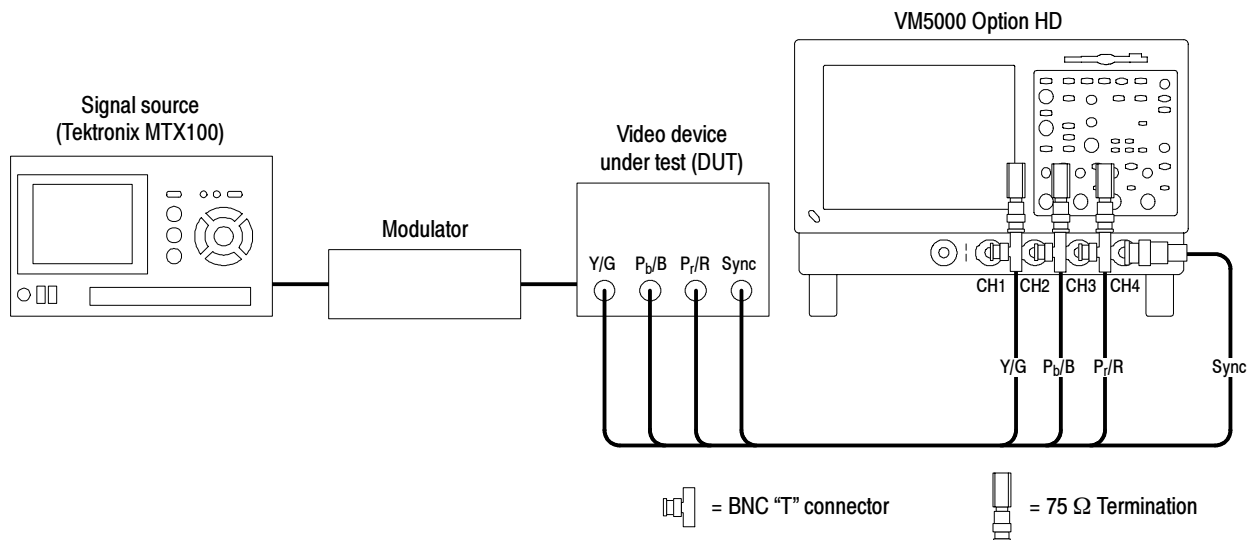 VM5000 Option HD
Signal source
(Tektronix MTX100)
Video device
under test (DUT)
Modulator
Y/G Pb/B Pr/R Sync
CH1 CH2 CH3 CH4
Y/G Pb/B Pr/R Sync
= BNC “T” connector
= 75 Ω Termination